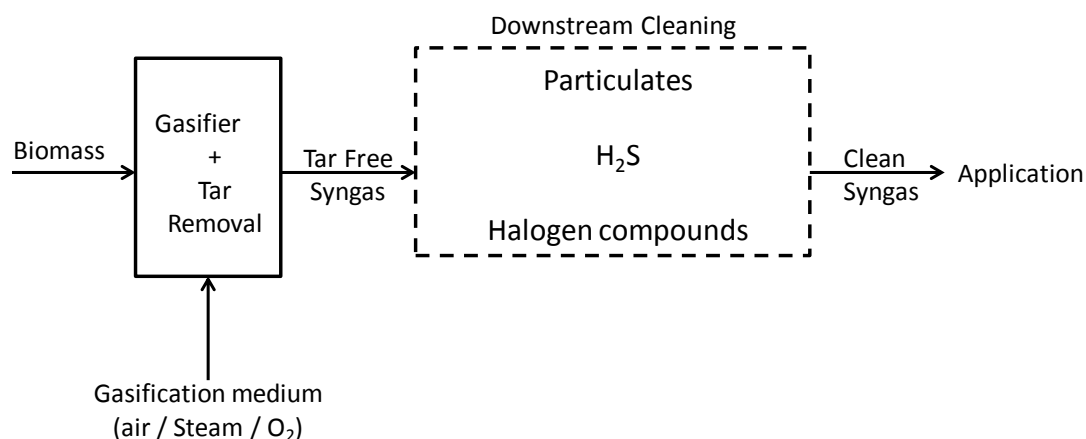 Downstream Cleaning
Biomass
Gasifier
+
Tar
Removal
Tar Free
Syngas
Particulates
H₂S
Halogen compounds
Clean
Syngas
Application
Gasification medium
(air / Steam / O₂)